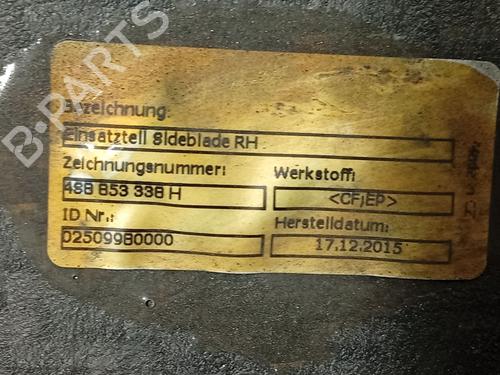 Bezeichnung:
Einsatzteil Sideblade RH
Zeichnungsnummer:
4S8 853 338 H
Werkstoff:
<CF;EP>
ID Nr.:
02509980000
Herstelldatum:
17.12.2015
B-PARTS